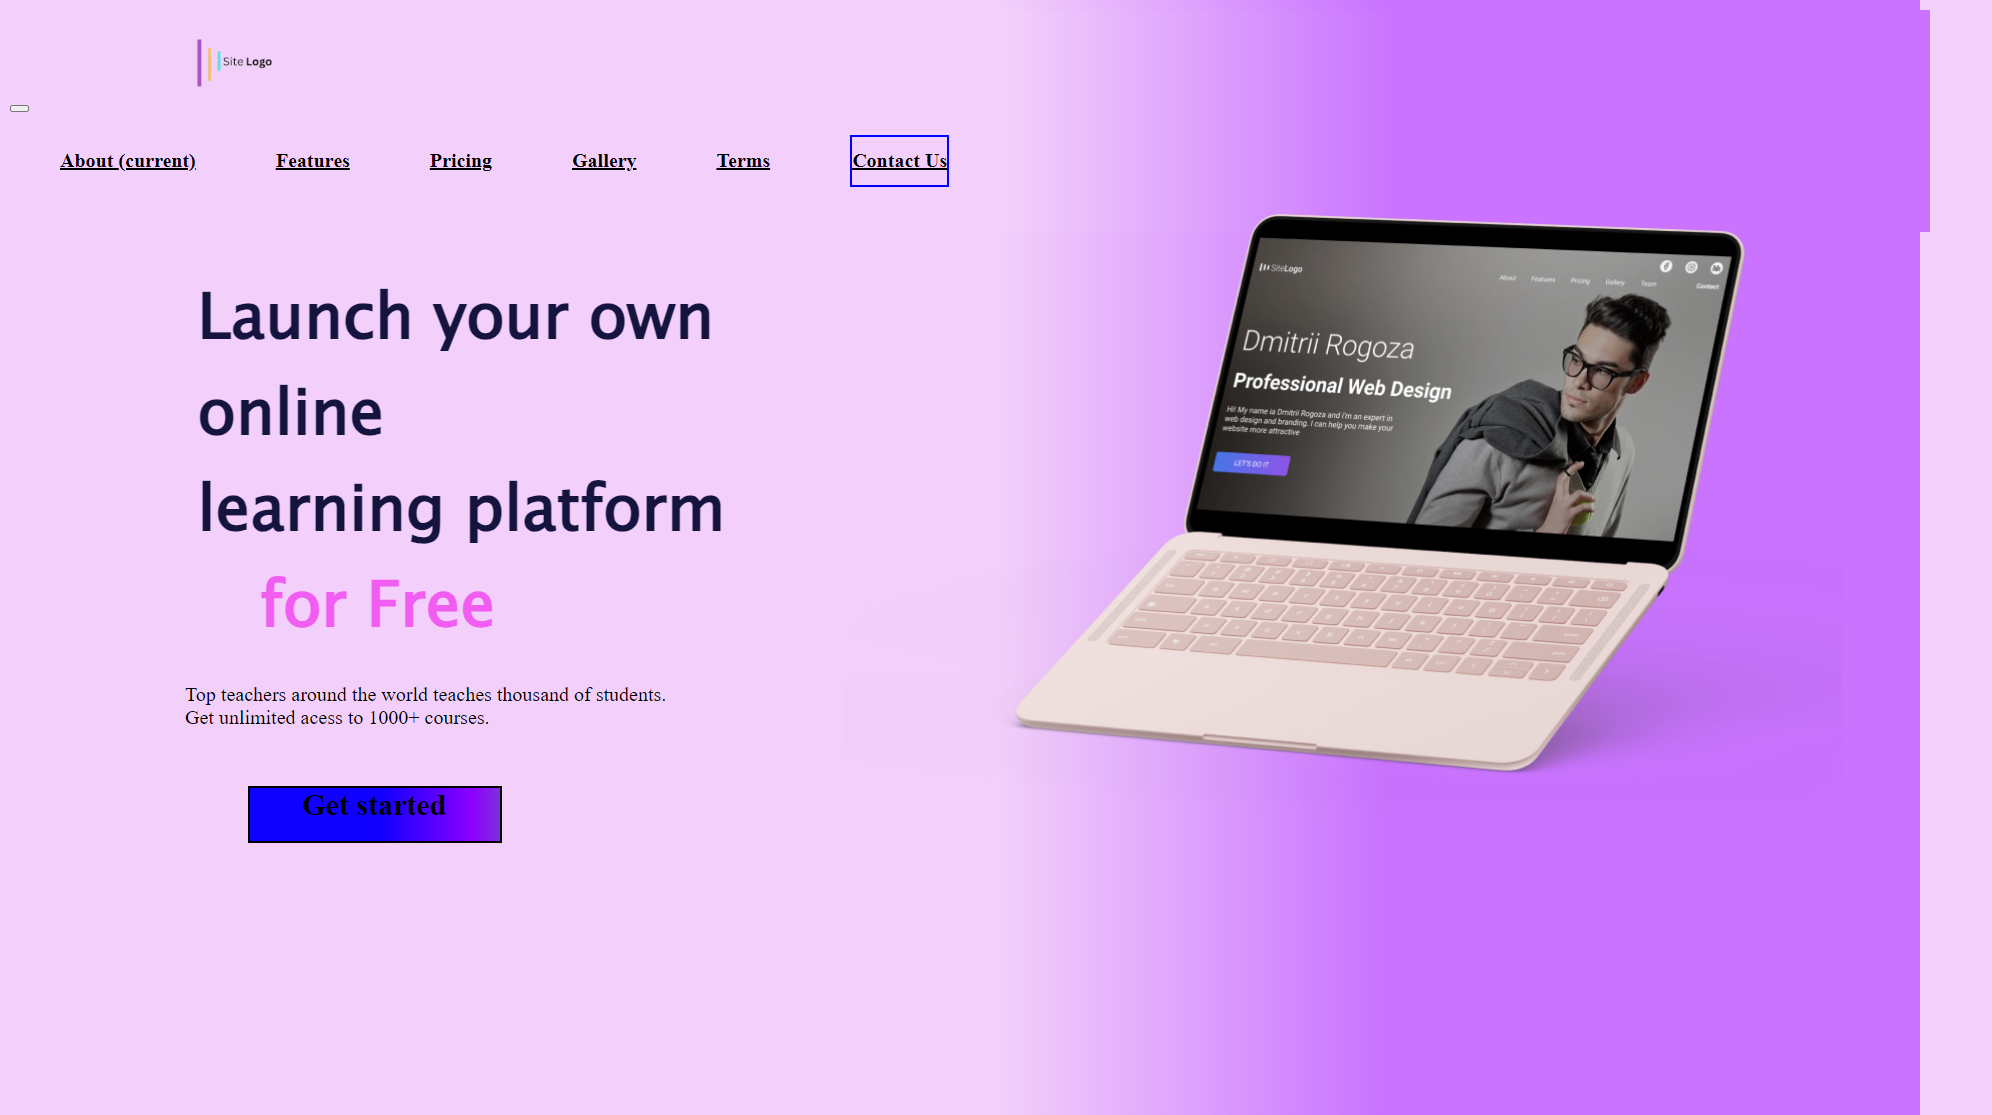 Site Logo
About (current) Features Pricing Gallery Terms Contact Us
Launch your own
online
learning platform
for Free
Top teachers around the world teaches thousand of students.
Get unlimited acess to 1000+ courses.
Get started
SiteLogo
About Features Pricing Gallery Team Contact
Dmitrii Rogoza
Professional Web Design
Hi! My name is Dmitrii Rogoza and i'm an expert in
web design and branding. I can help you make your
website more attractive
LET'S DO IT